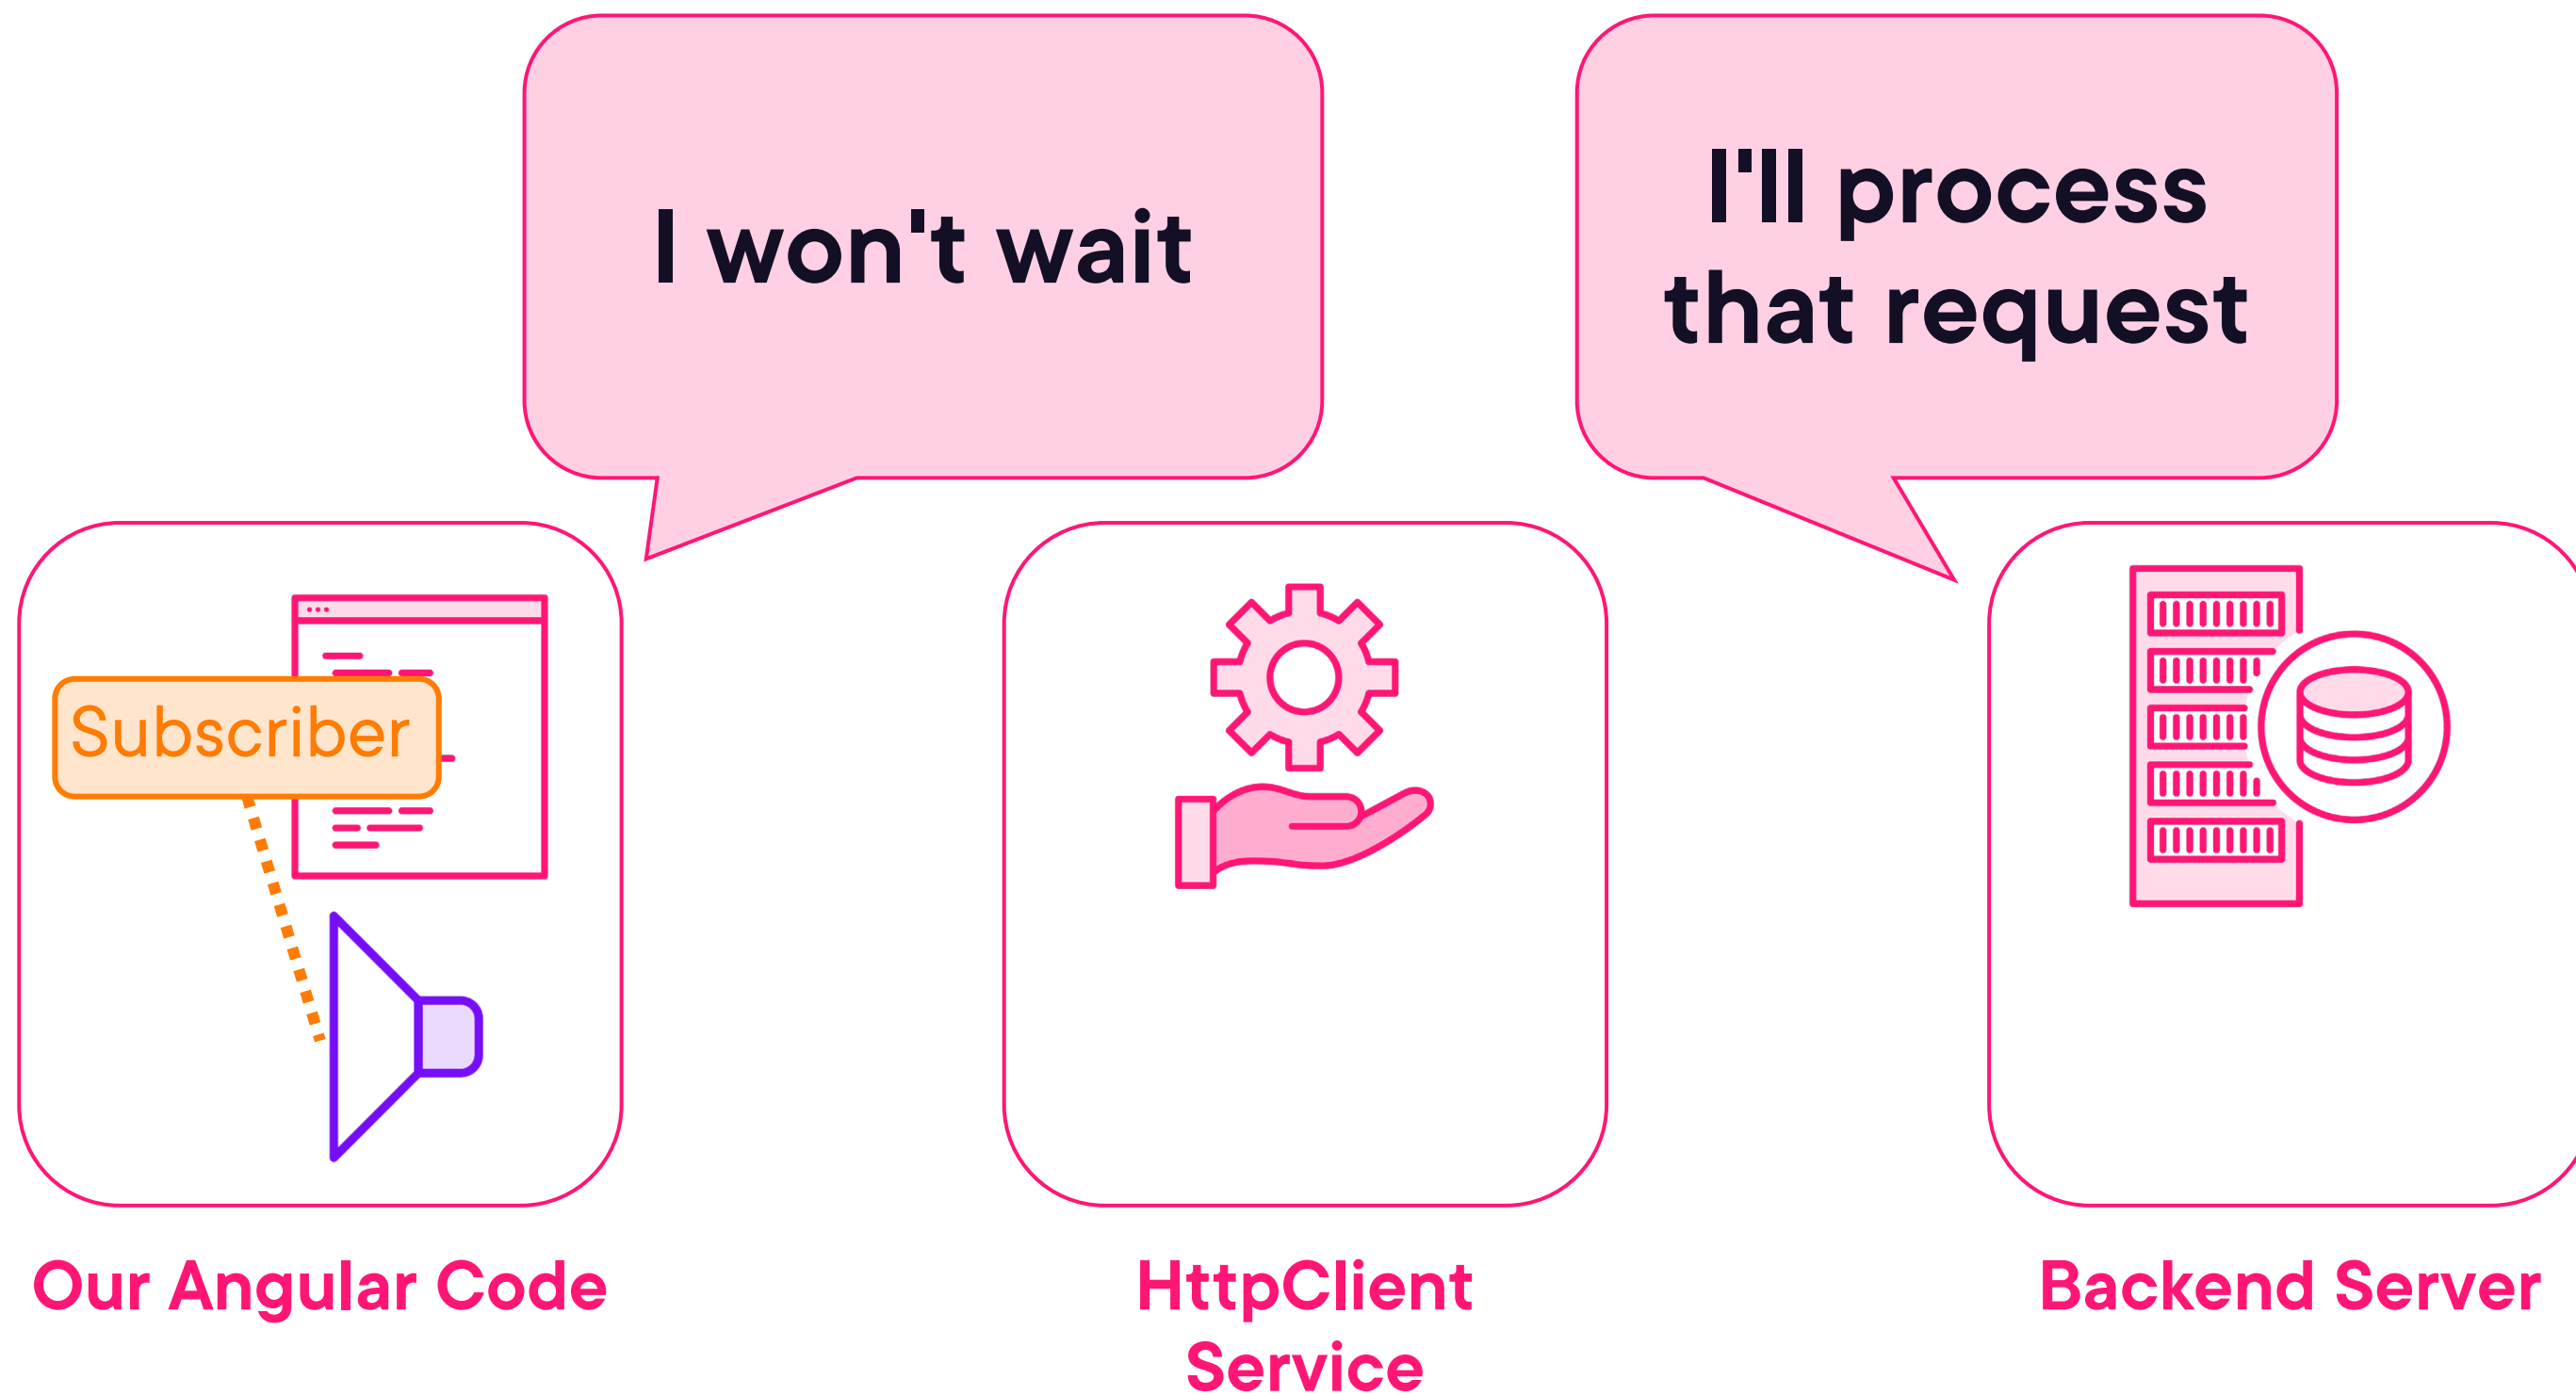 I won't wait
I'll process
that request
Subscriber
Our Angular Code
HttpClient
Service
Backend Server